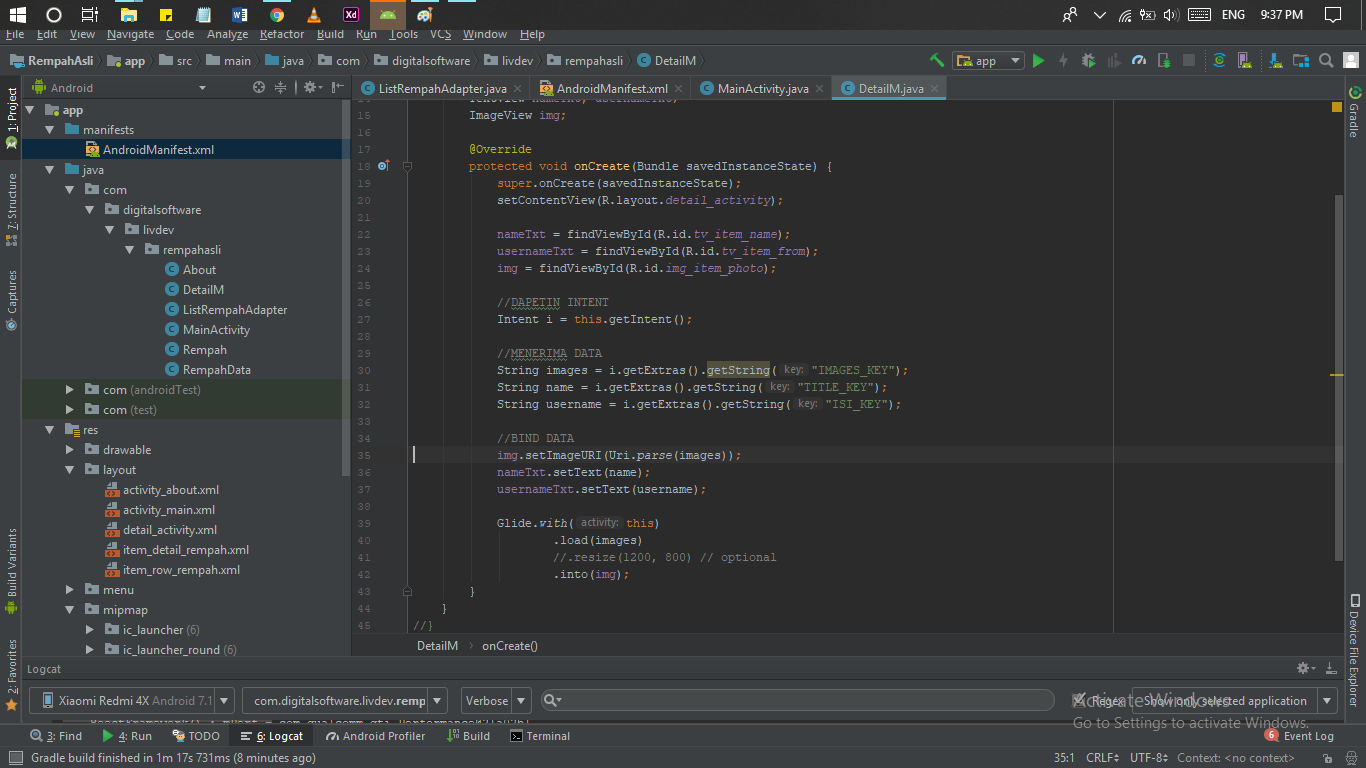 ENG 9:37 PM
File Edit View Navigate Code Analyze Refactor Build Run Tools VCS Window Help
RempahAsli app src main java com digitalsoftware livdev rempahasli DetailM app
1: Project
7: Structure
Captures
Build Variants
2: Favorites
Android
app
manifests
AndroidManifest.xml
java
com
digitalsoftware
livdev
rempahasli
About
DetailM
ListRempahAdapter
MainActivity
Rempah
RempahData
com (androidTest)
com (test)
res
drawable
layout
activity_about.xml
activity_main.xml
detail_activity.xml
item_detail_rempah.xml
item_row_rempah.xml
menu
mipmap
ic_launcher (6)
ic_launcher_round (6)
ListRempahAdapter.java AndroidManifest.xml MainActivity.java DetailM.java
15 ImageView img;
16
17 @Override
18 protected void onCreate(Bundle savedInstanceState) {
19 super.onCreate(savedInstanceState);
20 setContentView(R.layout.detail_activity);
21
22 nameTxt = findViewById(R.id.tv_item_name);
23 usernameTxt = findViewById(R.id.tv_item_from);
24 img = findViewById(R.id.img_item_photo);
25
26 //DAPETIN INTENT
27 Intent i = this.getIntent();
28
29 //MENERIMA DATA
30 String images = i.getExtras().getString( key: "IMAGES_KEY");
31 String name = i.getExtras().getString( key: "TITLE_KEY");
32 String username = i.getExtras().getString( key: "ISI_KEY");
33
34 //BIND DATA
35 img.setImageURI(Uri.parse(images));
36 nameTxt.setText(name);
37 usernameTxt.setText(username);
38
39 Glide.with( activity: this)
40 .load(images)
41 //.resize(1200, 800) // optional
42 .into(img);
43 }
44 }
45 //}
DetailM onCreate()
Gradle
Device File Explorer
Logcat
Xiaomi Redmi 4X Android 7.1 com.digitalsoftware.livdev.remp Verbose Regex Show only selected application
Activate Windows
Go to Settings to activate Windows.
3: Find 4: Run TODO 6: Logcat Android Profiler Build Terminal 6 Event Log
Gradle build finished in 1m 17s 731ms (8 minutes ago) 35:1 CRLF UTF-8 Context: <no context>